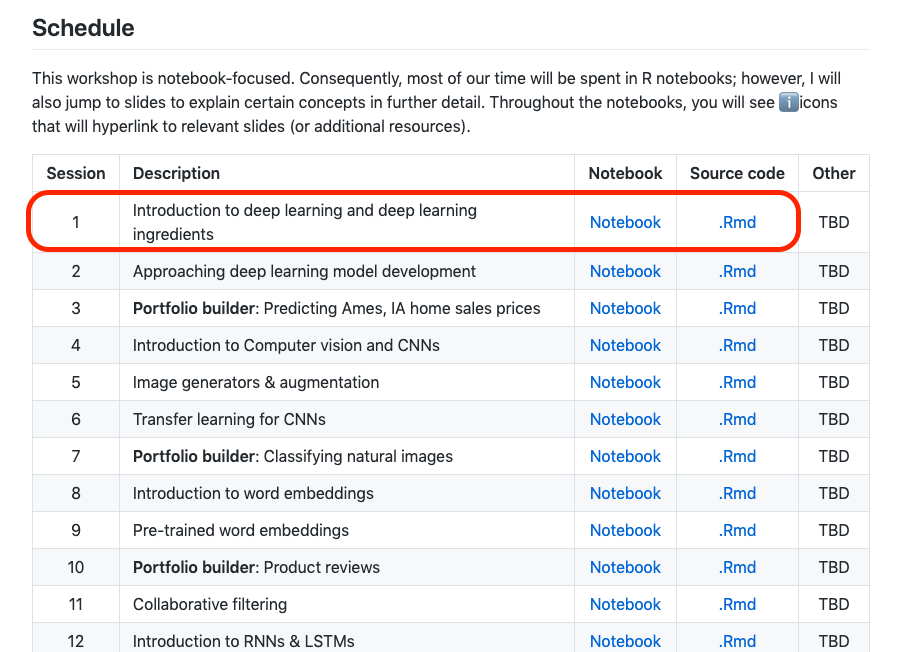 Schedule
This workshop is notebook-focused. Consequently, most of our time will be spent in R notebooks; however, I will
also jump to slides to explain certain concepts in further detail. Throughout the notebooks, you will see ℹ️icons
that will hyperlink to relevant slides (or additional resources).
Session Description Notebook Source code Other
1 Introduction to deep learning and deep learning
ingredients Notebook .Rmd TBD
2 Approaching deep learning model development Notebook .Rmd TBD
3 Portfolio builder: Predicting Ames, IA home sales prices Notebook .Rmd TBD
4 Introduction to Computer vision and CNNs Notebook .Rmd TBD
5 Image generators & augmentation Notebook .Rmd TBD
6 Transfer learning for CNNs Notebook .Rmd TBD
7 Portfolio builder: Classifying natural images Notebook .Rmd TBD
8 Introduction to word embeddings Notebook .Rmd TBD
9 Pre-trained word embeddings Notebook .Rmd TBD
10 Portfolio builder: Product reviews Notebook .Rmd TBD
11 Collaborative filtering Notebook .Rmd TBD
12 Introduction to RNNs & LSTMs Notebook .Rmd TBD